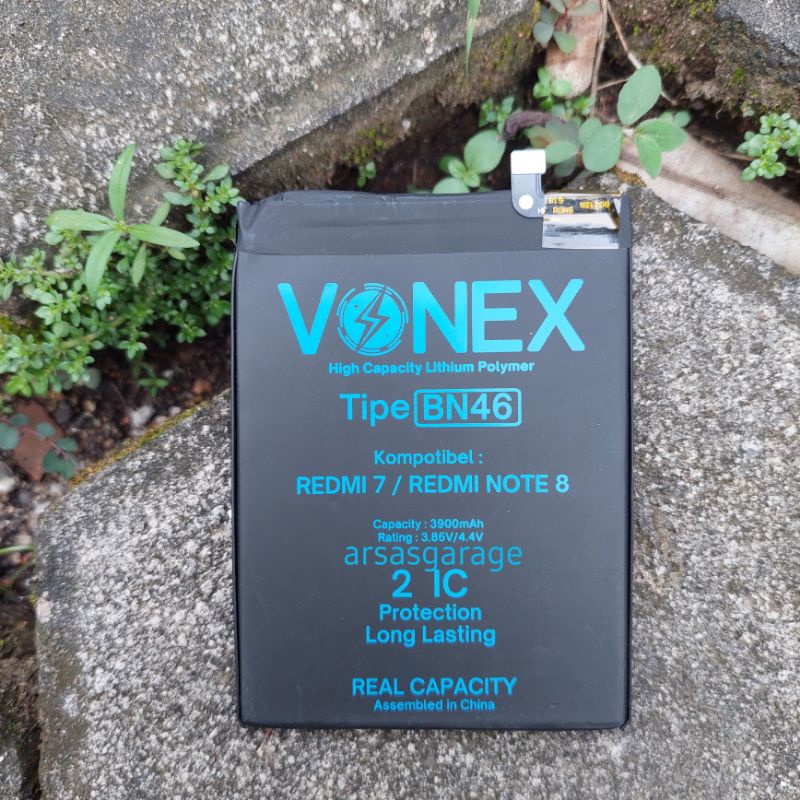 VONEX
High Capacity Lithium Polymer
Tipe BN46
Kompotibel :
REDMI 7 / REDMI NOTE 8
Capacity : 3900mAh
Rating : 3.85V/4.4V
arsasgarage
2 IC
Protection
Long Lasting
REAL CAPACITY
Assembled in China